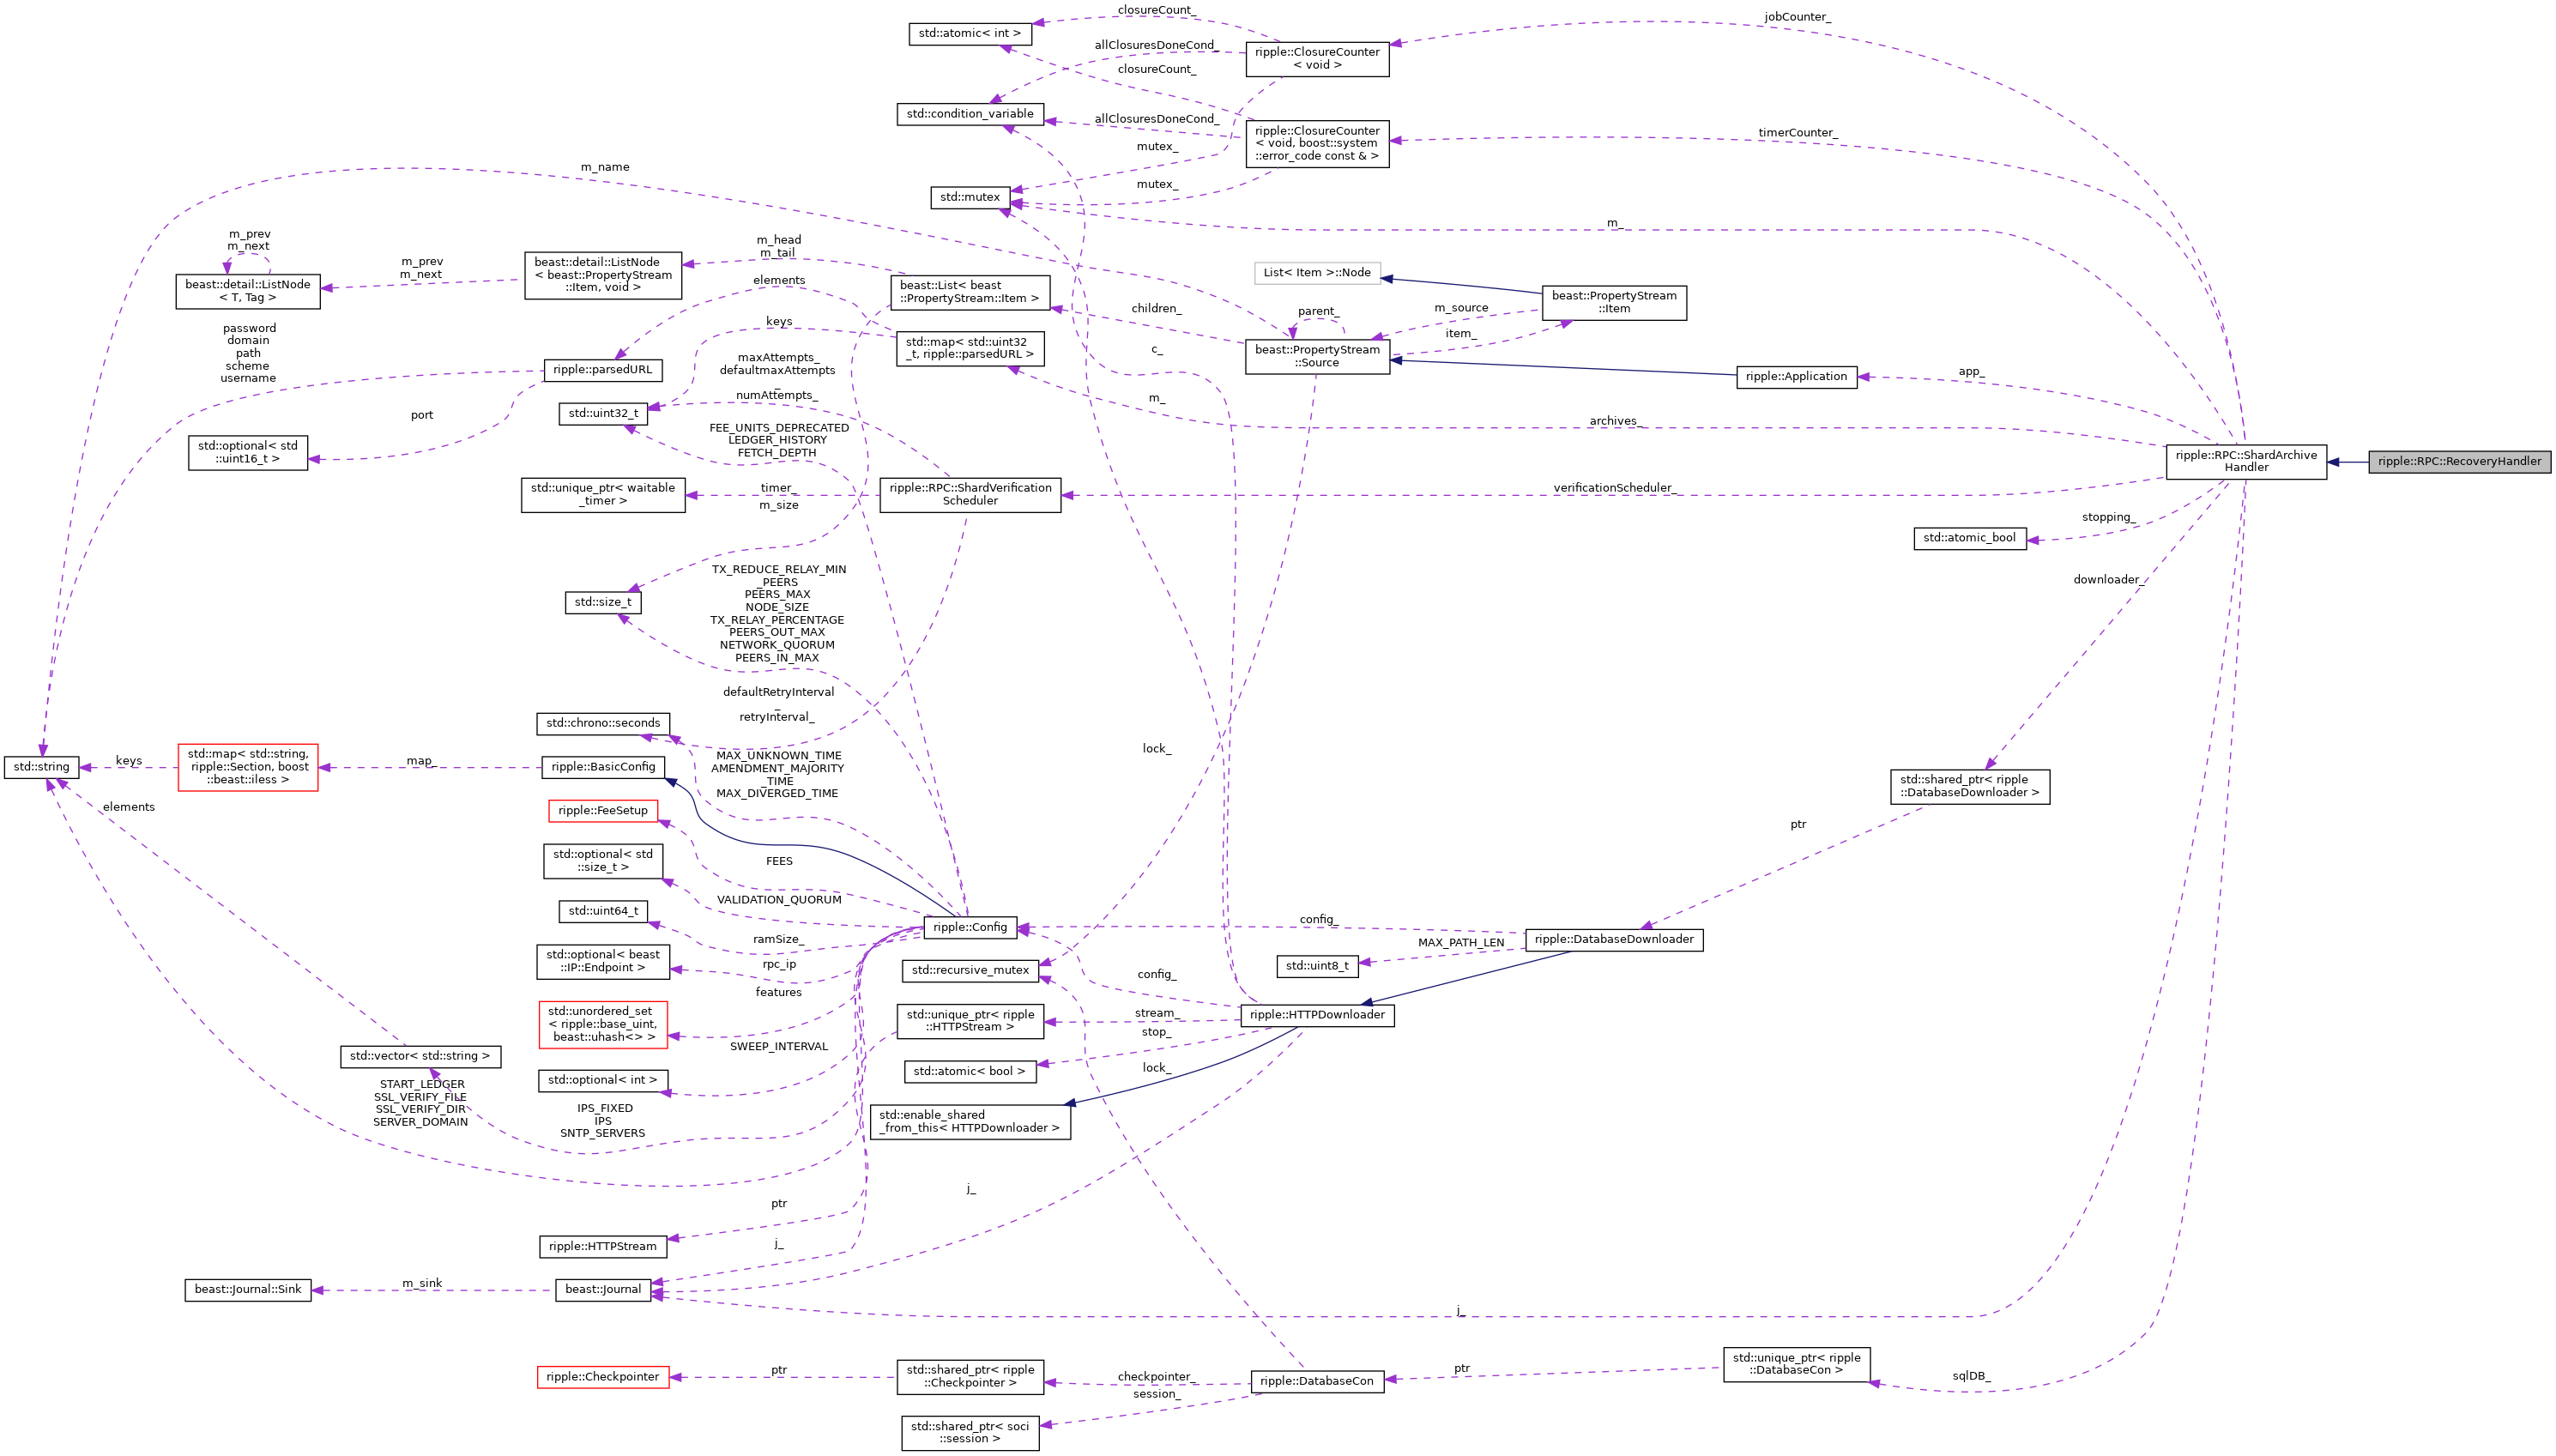 closureCount_
jobCounter_
std::atomic< int >
allClosuresDoneCond_
ripple::ClosureCounter
< void >
closureCount_
std::condition_variable
allClosuresDoneCond_
ripple::ClosureCounter
< void, boost::system
::error_code const & >
timerCounter_
mutex_
m_name
mutex_
std::mutex
m_
m_prev
m_next
m_head
m_tail
beast::detail::ListNode
< beast::PropertyStream
::Item, void >
m_prev
m_next
List< Item >::Node
beast::detail::ListNode
< T, Tag >
elements
beast::List< beast
::PropertyStream::Item >
children_
parent_
m_source
beast::PropertyStream
::Item
keys
item_
password
domain
path
scheme
username
std::map< std::uint32
_t, ripple::parsedURL >
c_
beast::PropertyStream
::Source
maxAttempts_
defaultmaxAttempts
_
numAttempts_
ripple::parsedURL
ripple::Application
app_
m_
port
std::uint32_t
archives_
FEE_UNITS_DEPRECATED
LEDGER_HISTORY
FETCH_DEPTH
std::optional< std
::uint16_t >
ripple::RPC::ShardArchive
Handler
ripple::RPC::RecoveryHandler
std::unique_ptr< waitable
_timer >
timer_
m_size
ripple::RPC::ShardVerification
Scheduler
verificationScheduler_
stopping_
std::atomic_bool
TX_REDUCE_RELAY_MIN
_PEERS
PEERS_MAX
NODE_SIZE
TX_RELAY_PERCENTAGE
PEERS_OUT_MAX
NETWORK_QUORUM
PEERS_IN_MAX
downloader_
std::size_t
defaultRetryInterval
_
retryInterval_
std::chrono::seconds
lock_
std::string
keys
std::map< std::string,
ripple::Section, boost
::beast::iless >
map_
ripple::BasicConfig
MAX_UNKNOWN_TIME
AMENDMENT_MAJORITY
_TIME
MAX_DIVERGED_TIME
std::shared_ptr< ripple
::DatabaseDownloader >
elements
ripple::FeeSetup
ptr
FEES
std::optional< std
::size_t >
VALIDATION_QUORUM
std::uint64_t
ripple::Config
config_
ripple::DatabaseDownloader
ramSize_
MAX_PATH_LEN
std::optional< beast
::IP::Endpoint >
rpc_ip
std::recursive_mutex
config_
std::uint8_t
features
std::unordered_set
< ripple::base_uint,
beast::uhash<> >
std::unique_ptr< ripple
::HTTPStream >
stream_
ripple::HTTPDownloader
stop_
SWEEP_INTERVAL
std::vector< std::string >
std::atomic< bool >
lock_
std::optional< int >
START_LEDGER
SSL_VERIFY_FILE
SSL_VERIFY_DIR
SERVER_DOMAIN
IPS_FIXED
IPS
SNTP_SERVERS
std::enable_shared
_from_this< HTTPDownloader >
j_
ptr
ripple::HTTPStream
j_
beast::Journal::Sink
m_sink
beast::Journal
j_
ripple::Checkpointer
ptr
std::shared_ptr< ripple
::Checkpointer >
checkpointer_
session_
ripple::DatabaseCon
ptr
std::unique_ptr< ripple
::DatabaseCon >
sqlDB_
std::shared_ptr< soci
::session >